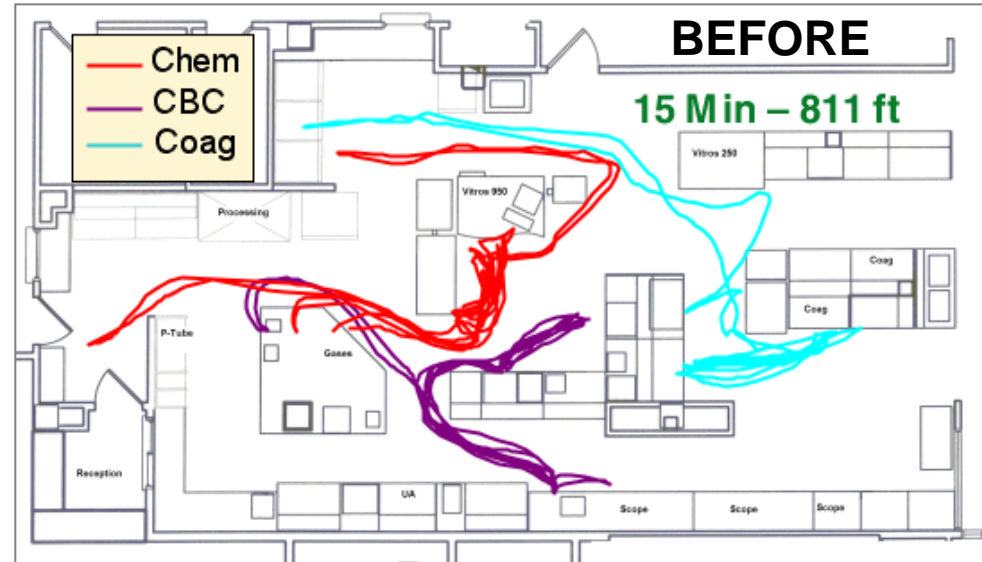 BEFORE
15 Min – 811 ft
Chem
CBC
Coag
Vitros 250
Vitros 950
Processing
Coag
Coag
P-Tube
Gases
Reception
UA
Scope
Scope
Scope